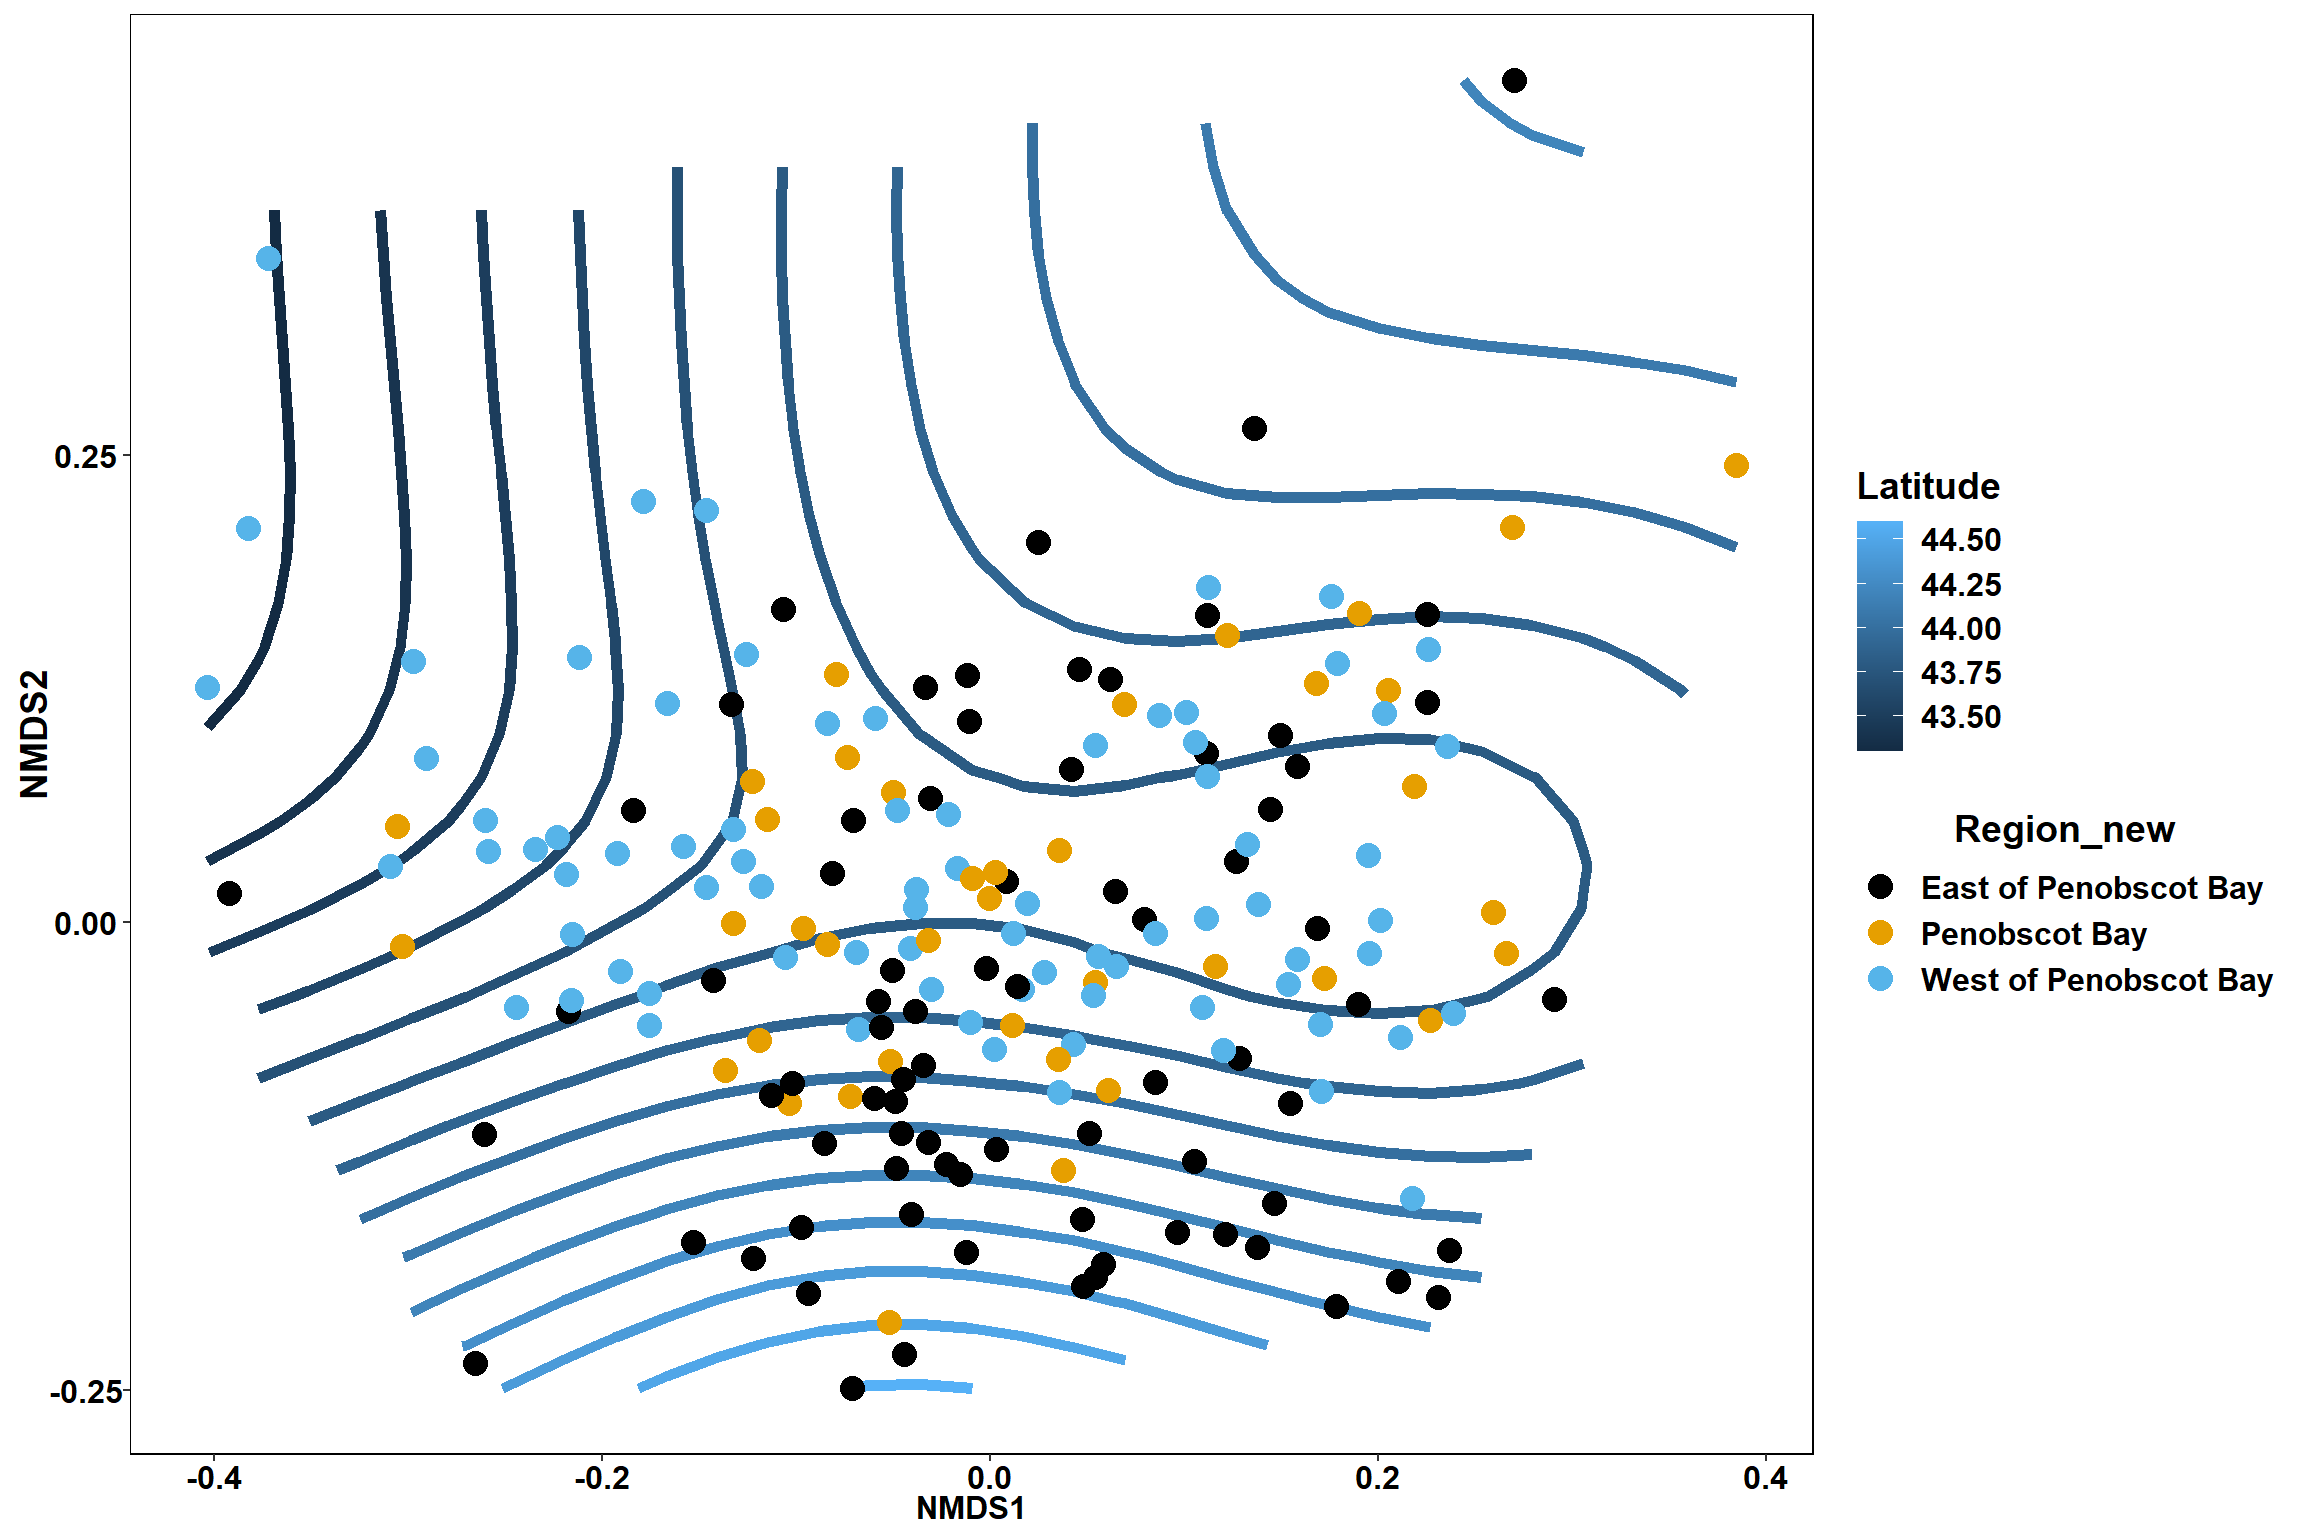 NMDS2
0.25
0.00
-0.25
-0.4
-0.2
0.0
0.2
0.4
NMDS1
Latitude
44.50
44.25
44.00
43.75
43.50
Region_new
East of Penobscot Bay
Penobscot Bay
West of Penobscot Bay